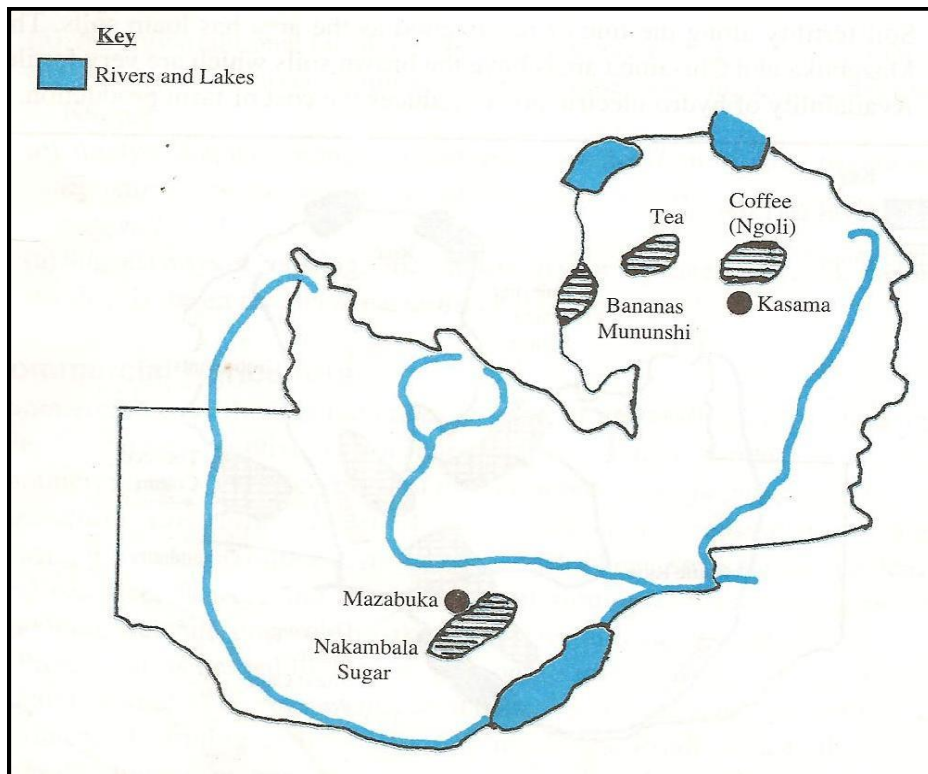 Key
Rivers and Lakes
Coffee
(Ngoli)
Tea
Kasama
Bananas
Mununshi
Mazabuka
Nakambala
Sugar